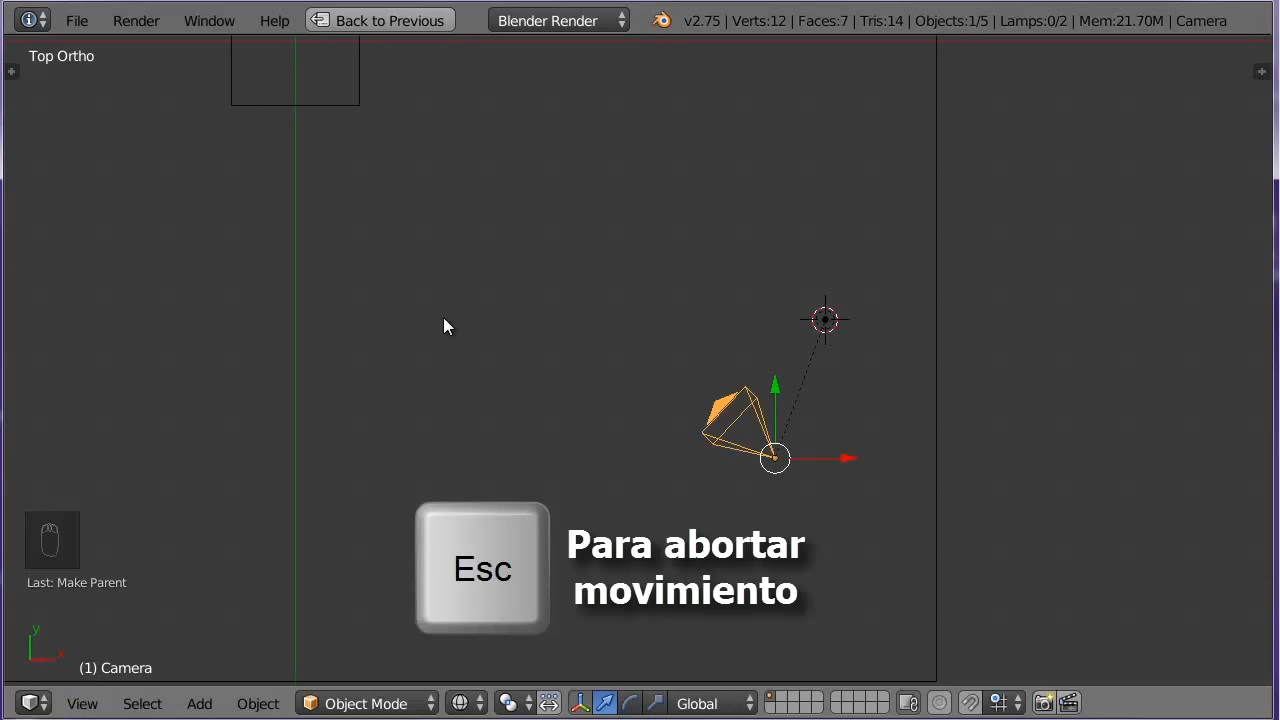 File Render Window Help Back to Previous Blender Render v2.75 | Verts:12 | Faces:7 | Tris:14 | Objects:1/5 | Lamps:0/2 | Mem:21.70M | Camera
Top Ortho
Esc
Para abortar
movimiento
Last: Make Parent
y
x
(1) Camera
View Select Add Object Object Mode Global